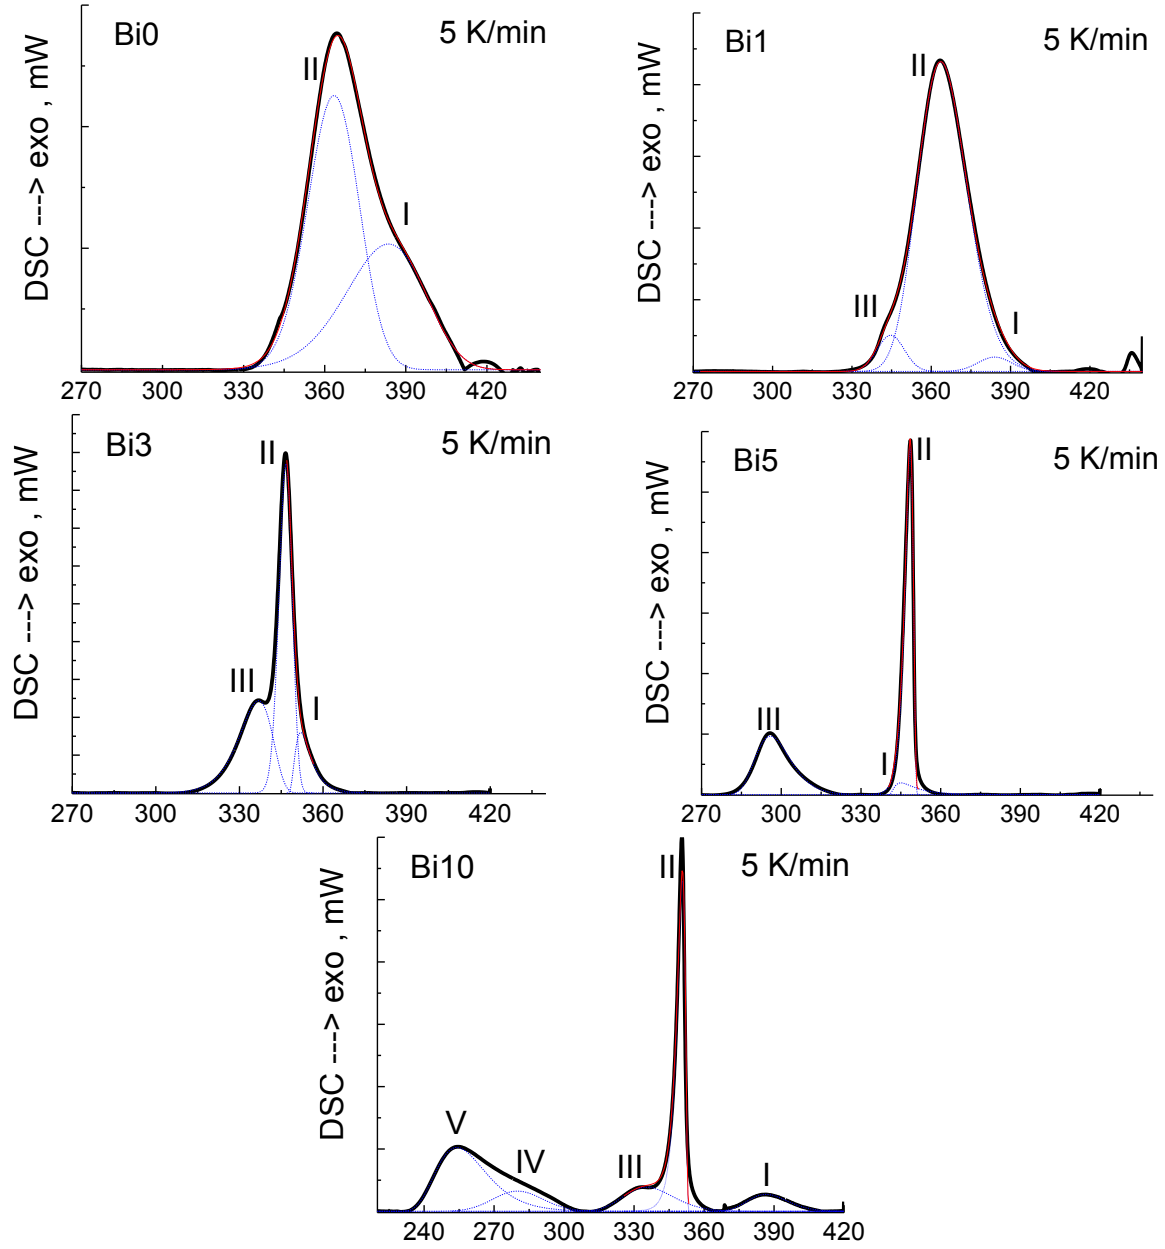 Bi0
5 K/min
II
I
DSC ---> exo , mW
270 300 330 360 390 420
Bi1
5 K/min
II
III
I
DSC ---> exo , mW
270 300 330 360 390 420
Bi3
5 K/min
II
III
I
DSC ---> exo , mW
270 300 330 360 390 420
Bi5
5 K/min
II
III
I
DSC ---> exo , mW
270 300 330 360 390 420
Bi10
5 K/min
II
V
IV
III
I
DSC ---> exo , mW
240 270 300 330 360 390 420